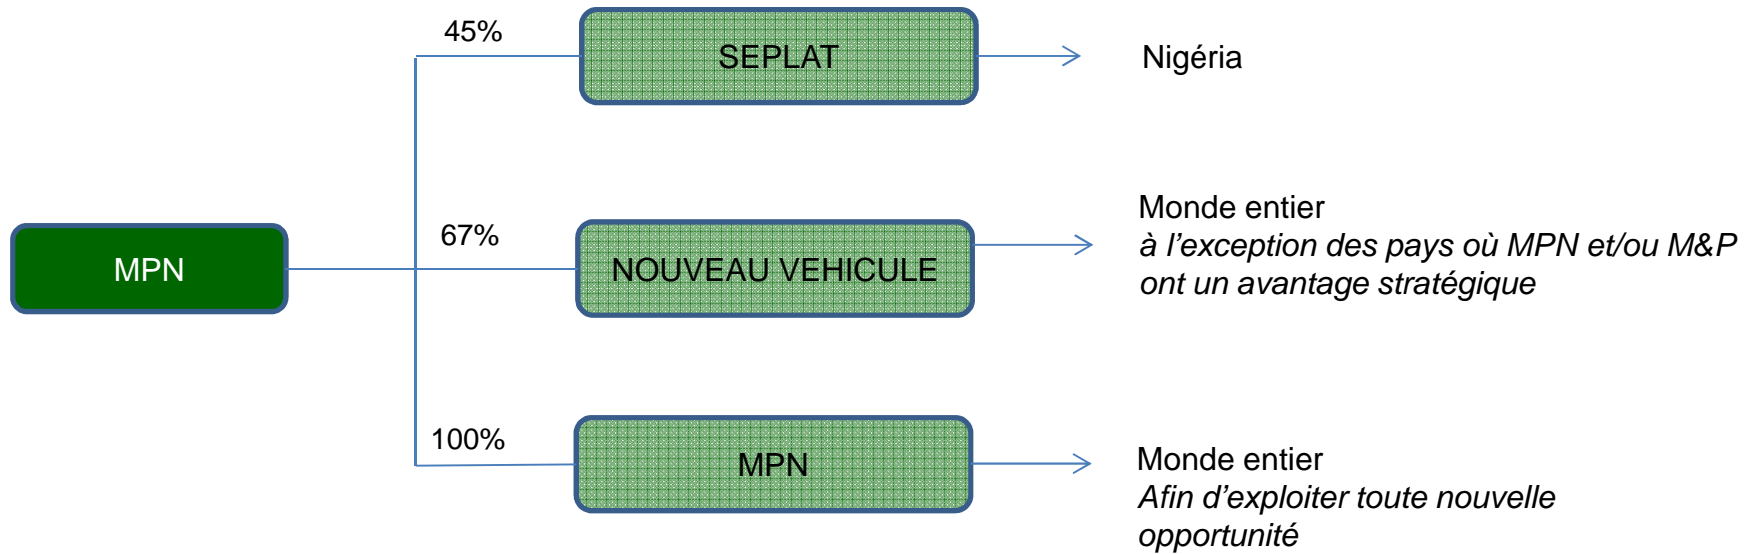 45%
SEPLAT
Nigéria
MPN
67%
NOUVEAU VEHICULE
Monde entier
à l’exception des pays où MPN et/ou M&P
ont un avantage stratégique
100%
MPN
Monde entier
Afin d’exploiter toute nouvelle
opportunité